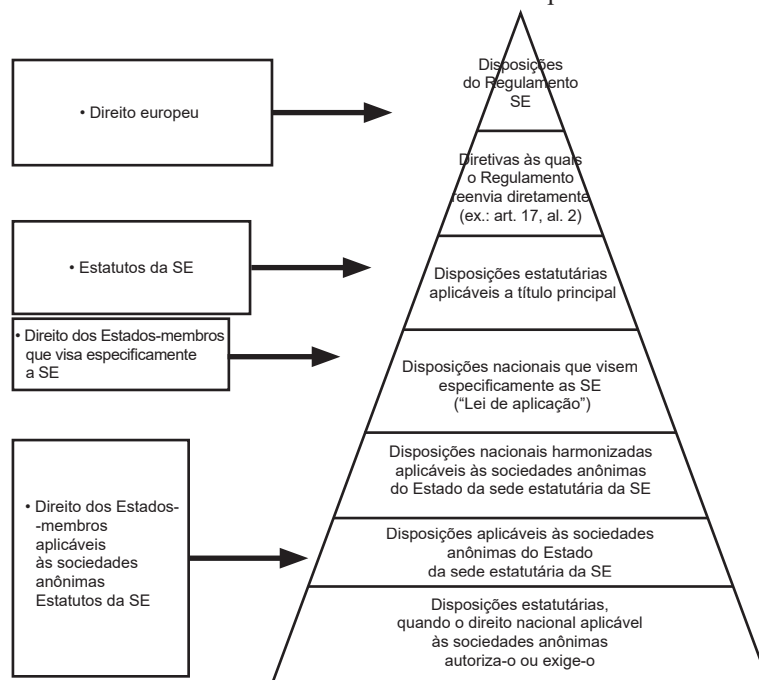 Disposições
do Regulamento
SE
• Direito europeu
Diretivas às quais
o Regulamento
reenvia diretamente
(ex.: art. 17, al. 2)
• Estatutos da SE
Disposições estatutárias
aplicáveis a título principal
• Direito dos Estados-membros
que visa especificamente
a SE
Disposições nacionais que visem
especificamente as SE
(“Lei de aplicação”)
Disposições nacionais harmonizadas
aplicáveis às sociedades anônimas
do Estado da sede estatutária da SE
• Direito dos Estados-
-membros
aplicáveis
às sociedades
anônimas
Estatutos da SE
Disposições aplicáveis às sociedades
anônimas do Estado
da sede estatutária da SE
Disposições estatutárias,
quando o direito nacional aplicável
às sociedades anônimas
autoriza-o ou exige-o